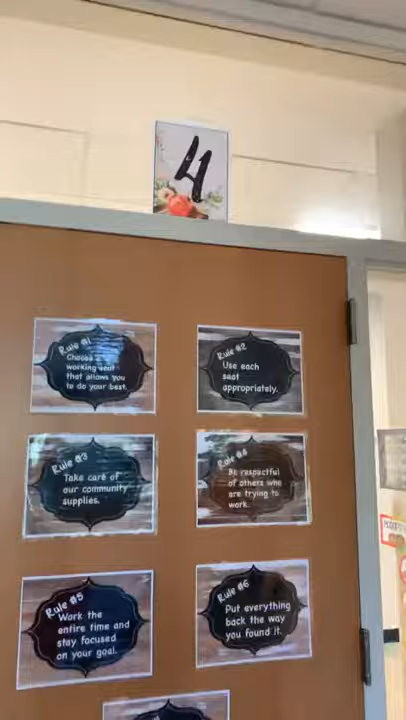 4
Rule #1
Choose a
working seat
that allows you
to do your best.
Rule #2
Use each
seat
appropriately.
Rule #3
Take care of
our community
supplies.
Rule #4
Be respectful
of others who
are trying to
work.
Rule #5
Work the
entire time and
stay focused
on your goal.
Rule #6
Put everything
back the way
you found it.